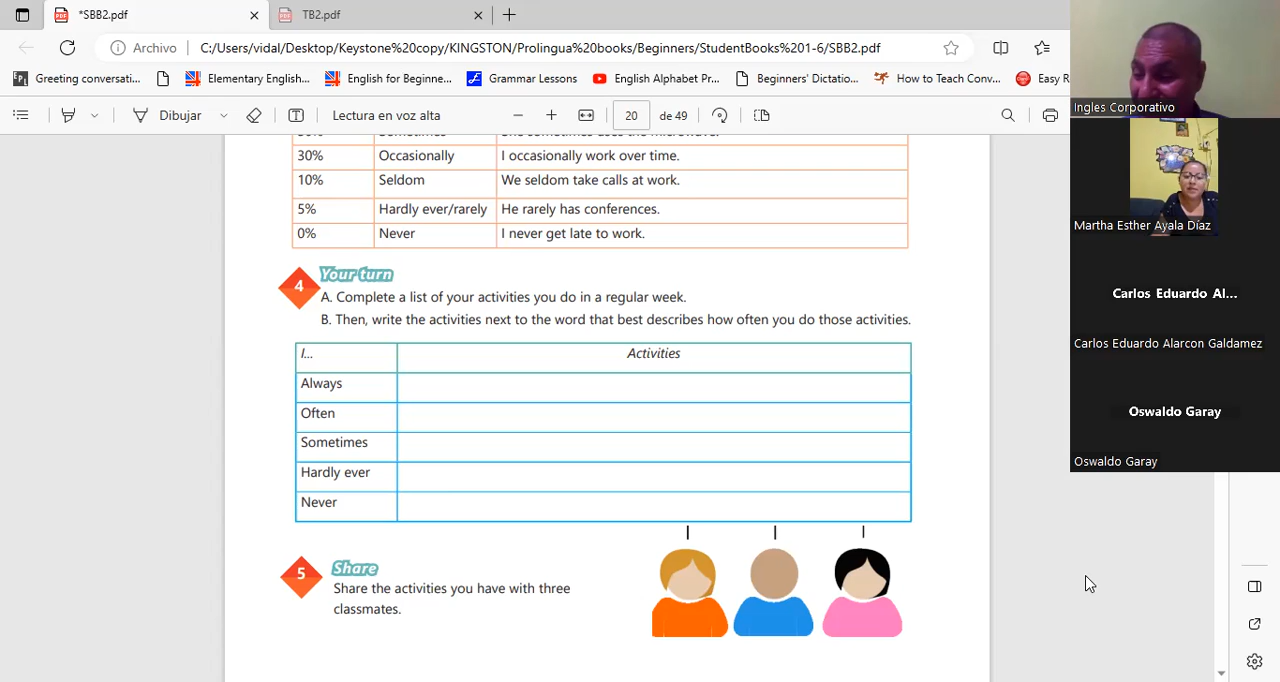 *SBB2.pdf
TB2.pdf
Archivo
C:/Users/vidal/Desktop/Keystone%20copy/KINGSTON/Prolingua%20books/Beginners/StudentBooks%201-6/SBB2.pdf
Greeting conversati...
Elementary English...
English for Beginne...
Grammar Lessons
English Alphabet Pr...
Beginners' Dictatio...
How to Teach Conv...
Easy R
Dibujar
Lectura en voz alta
20
de 49
30% Occasionally I occasionally work over time.
10% Seldom We seldom take calls at work.
5% Hardly ever/rarely He rarely has conferences.
0% Never I never get late to work.
4 Your turn
A. Complete a list of your activities you do in a regular week.
B. Then, write the activities next to the word that best describes how often you do those activities.
I... Activities
Always
Often
Sometimes
Hardly ever
Never
5 Share
Share the activities you have with three
classmates.
Ingles Corporativo
Martha Esther Ayala Díaz
Carlos Eduardo Al...
Carlos Eduardo Alarcon Galdamez
Oswaldo Garay
Oswaldo Garay